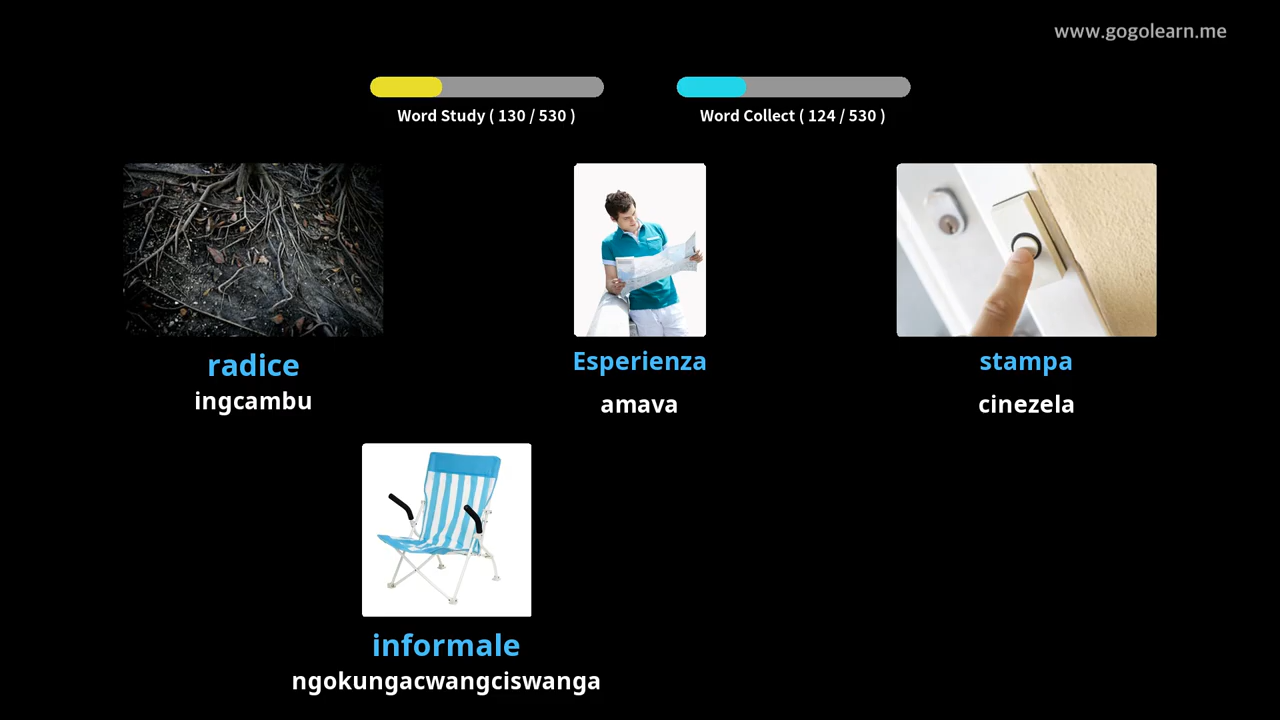 www.gogolearn.me
Word Study ( 130 / 530 )
Word Collect ( 124 / 530 )
radice
ingcambu
Esperienza
amava
stampa
cinezela
informale
ngokungacwangciswanga